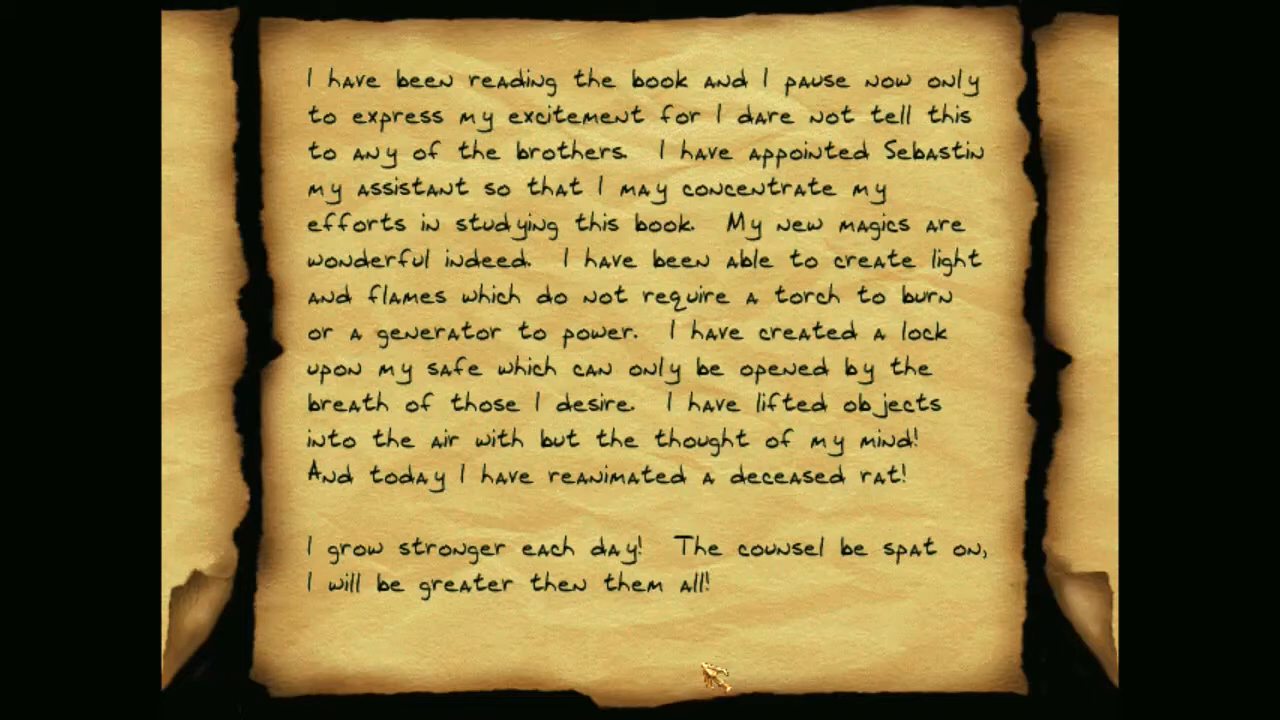 I have been reading the book and I pause now only
to express my excitement for I dare not tell this
to any of the brothers.  I have appointed Sebastin
my assistant so that I may concentrate my
efforts in studying this book.  My new magics are
wonderful indeed.  I have been able to create light
and flames which do not require a torch to burn
or a generator to power.  I have created a lock
upon my safe which can only be opened by the
breath of those I desire.  I have lifted objects
into the air with but the thought of my mind!
And today I have reanimated a deceased rat!

I grow stronger each day!  The counsel be spat on,
I will be greater then them all!